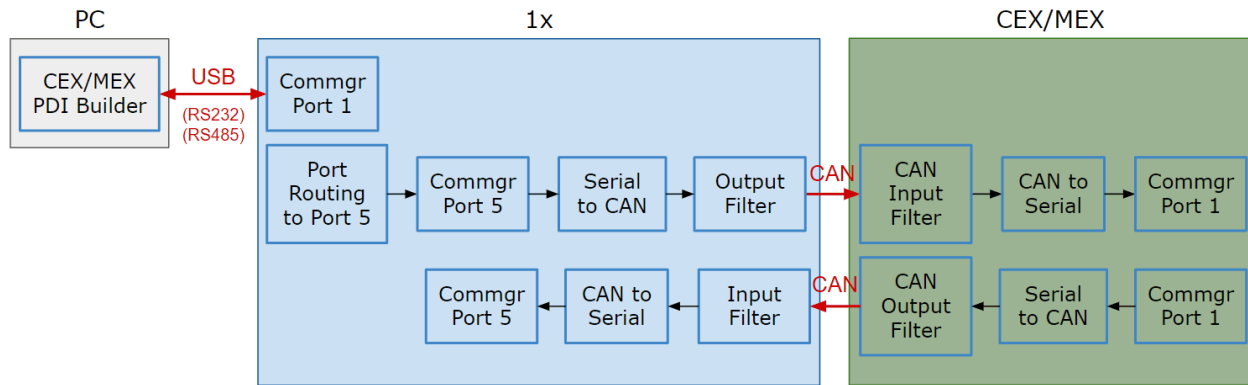 PC
1x
CEX/MEX
CEX/MEX
PDI Builder
USB
(RS232)
(RS485)
Commgr
Port 1
Port
Routing
to Port 5
Commgr
Port 5
Serial
to CAN
Output
Filter
CAN
CAN
Input
Filter
CAN to
Serial
Commgr
Port 1
Commgr
Port 5
CAN to
Serial
Input
Filter
CAN
CAN
Output
Filter
Serial
to CAN
Commgr
Port 1